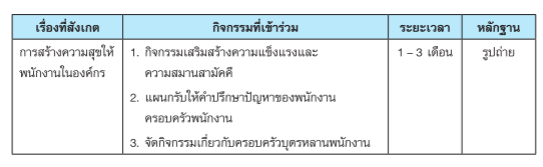 เรื่องที่สังเกต กิจกรรมที่เข้าร่วม ระยะเวลา หลักฐาน
การสร้างความสุขให้ 1. กิจกรรมเสริมสร้างความแข็งแรงและ 1 – 3 เดือน รูปถ่าย
พนักงานในองค์กร ความสมานสามัคคี
2. แผนกรับให้คำปรึกษาปัญหาของพนักงาน
ครอบครัวพนักงาน
3. จัดกิจกรรมเกี่ยวกับครอบครัวบุตรหลานพนักงาน